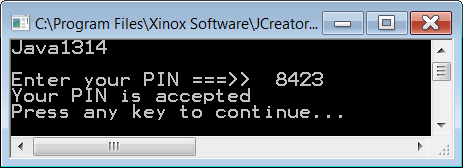 C:\Program Files\Xinox Software\JCreator...
Java1314
Enter your PIN ===>>  8423
Your PIN is accepted
Press any key to continue...